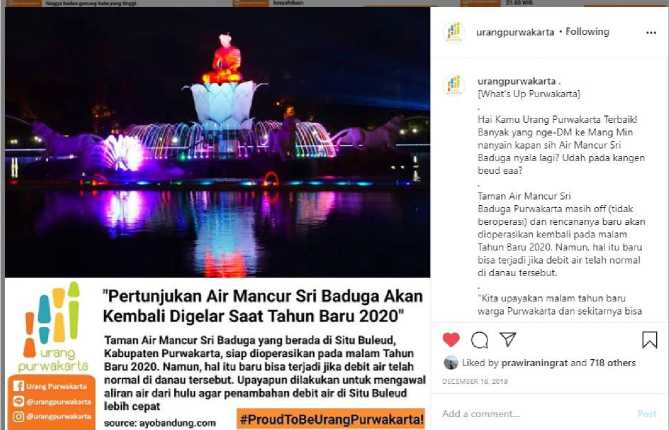 urangpurwakarta • Following
urangpurwakarta .
[What's Up Purwakarta]
.
Hai Kamu Urang Purwakarta Terbaik!
Banyak yang nge-DM ke Mang Min
nanyain kapan sih Air Mancur Sri
Baduga nyala lagi? Udah pada kangen
beud eaa?
.
Taman Air Mancur Sri
Baduga Purwakarta masih off (tidak
beroperasi) dan rencananya baru akan
dioperasikan kembali pada malam
Tahun Baru 2020. Namun, hal itu baru
bisa terjadi jika debit air telah normal
di danau tersebut.
.
"Kita upayakan malam tahun baru
warga Purwakarta dan sekitarnya bisa
Liked by prawiraningrat and 718 others
DECEMBER 16, 2019
Add a comment...
Post
urang
purwakarta
Urang Purwakarta
@urangpurwakarta
@urangpurwakarta
"Pertunjukan Air Mancur Sri Baduga Akan
Kembali Digelar Saat Tahun Baru 2020"
Taman Air Mancur Sri Baduga yang berada di Situ Buleud,
Kabupaten Purwakarta, siap dioperasikan pada malam Tahun
Baru 2020. Namun, hal itu baru bisa terjadi jika debit air telah
normal di danau tersebut. Upayapun dilakukan untuk mengawal
aliran air dari hulu agar penambahan debit air di Situ Buleud
lebih cepat
source: ayobandung.com
#ProudToBeUrangPurwakarta!